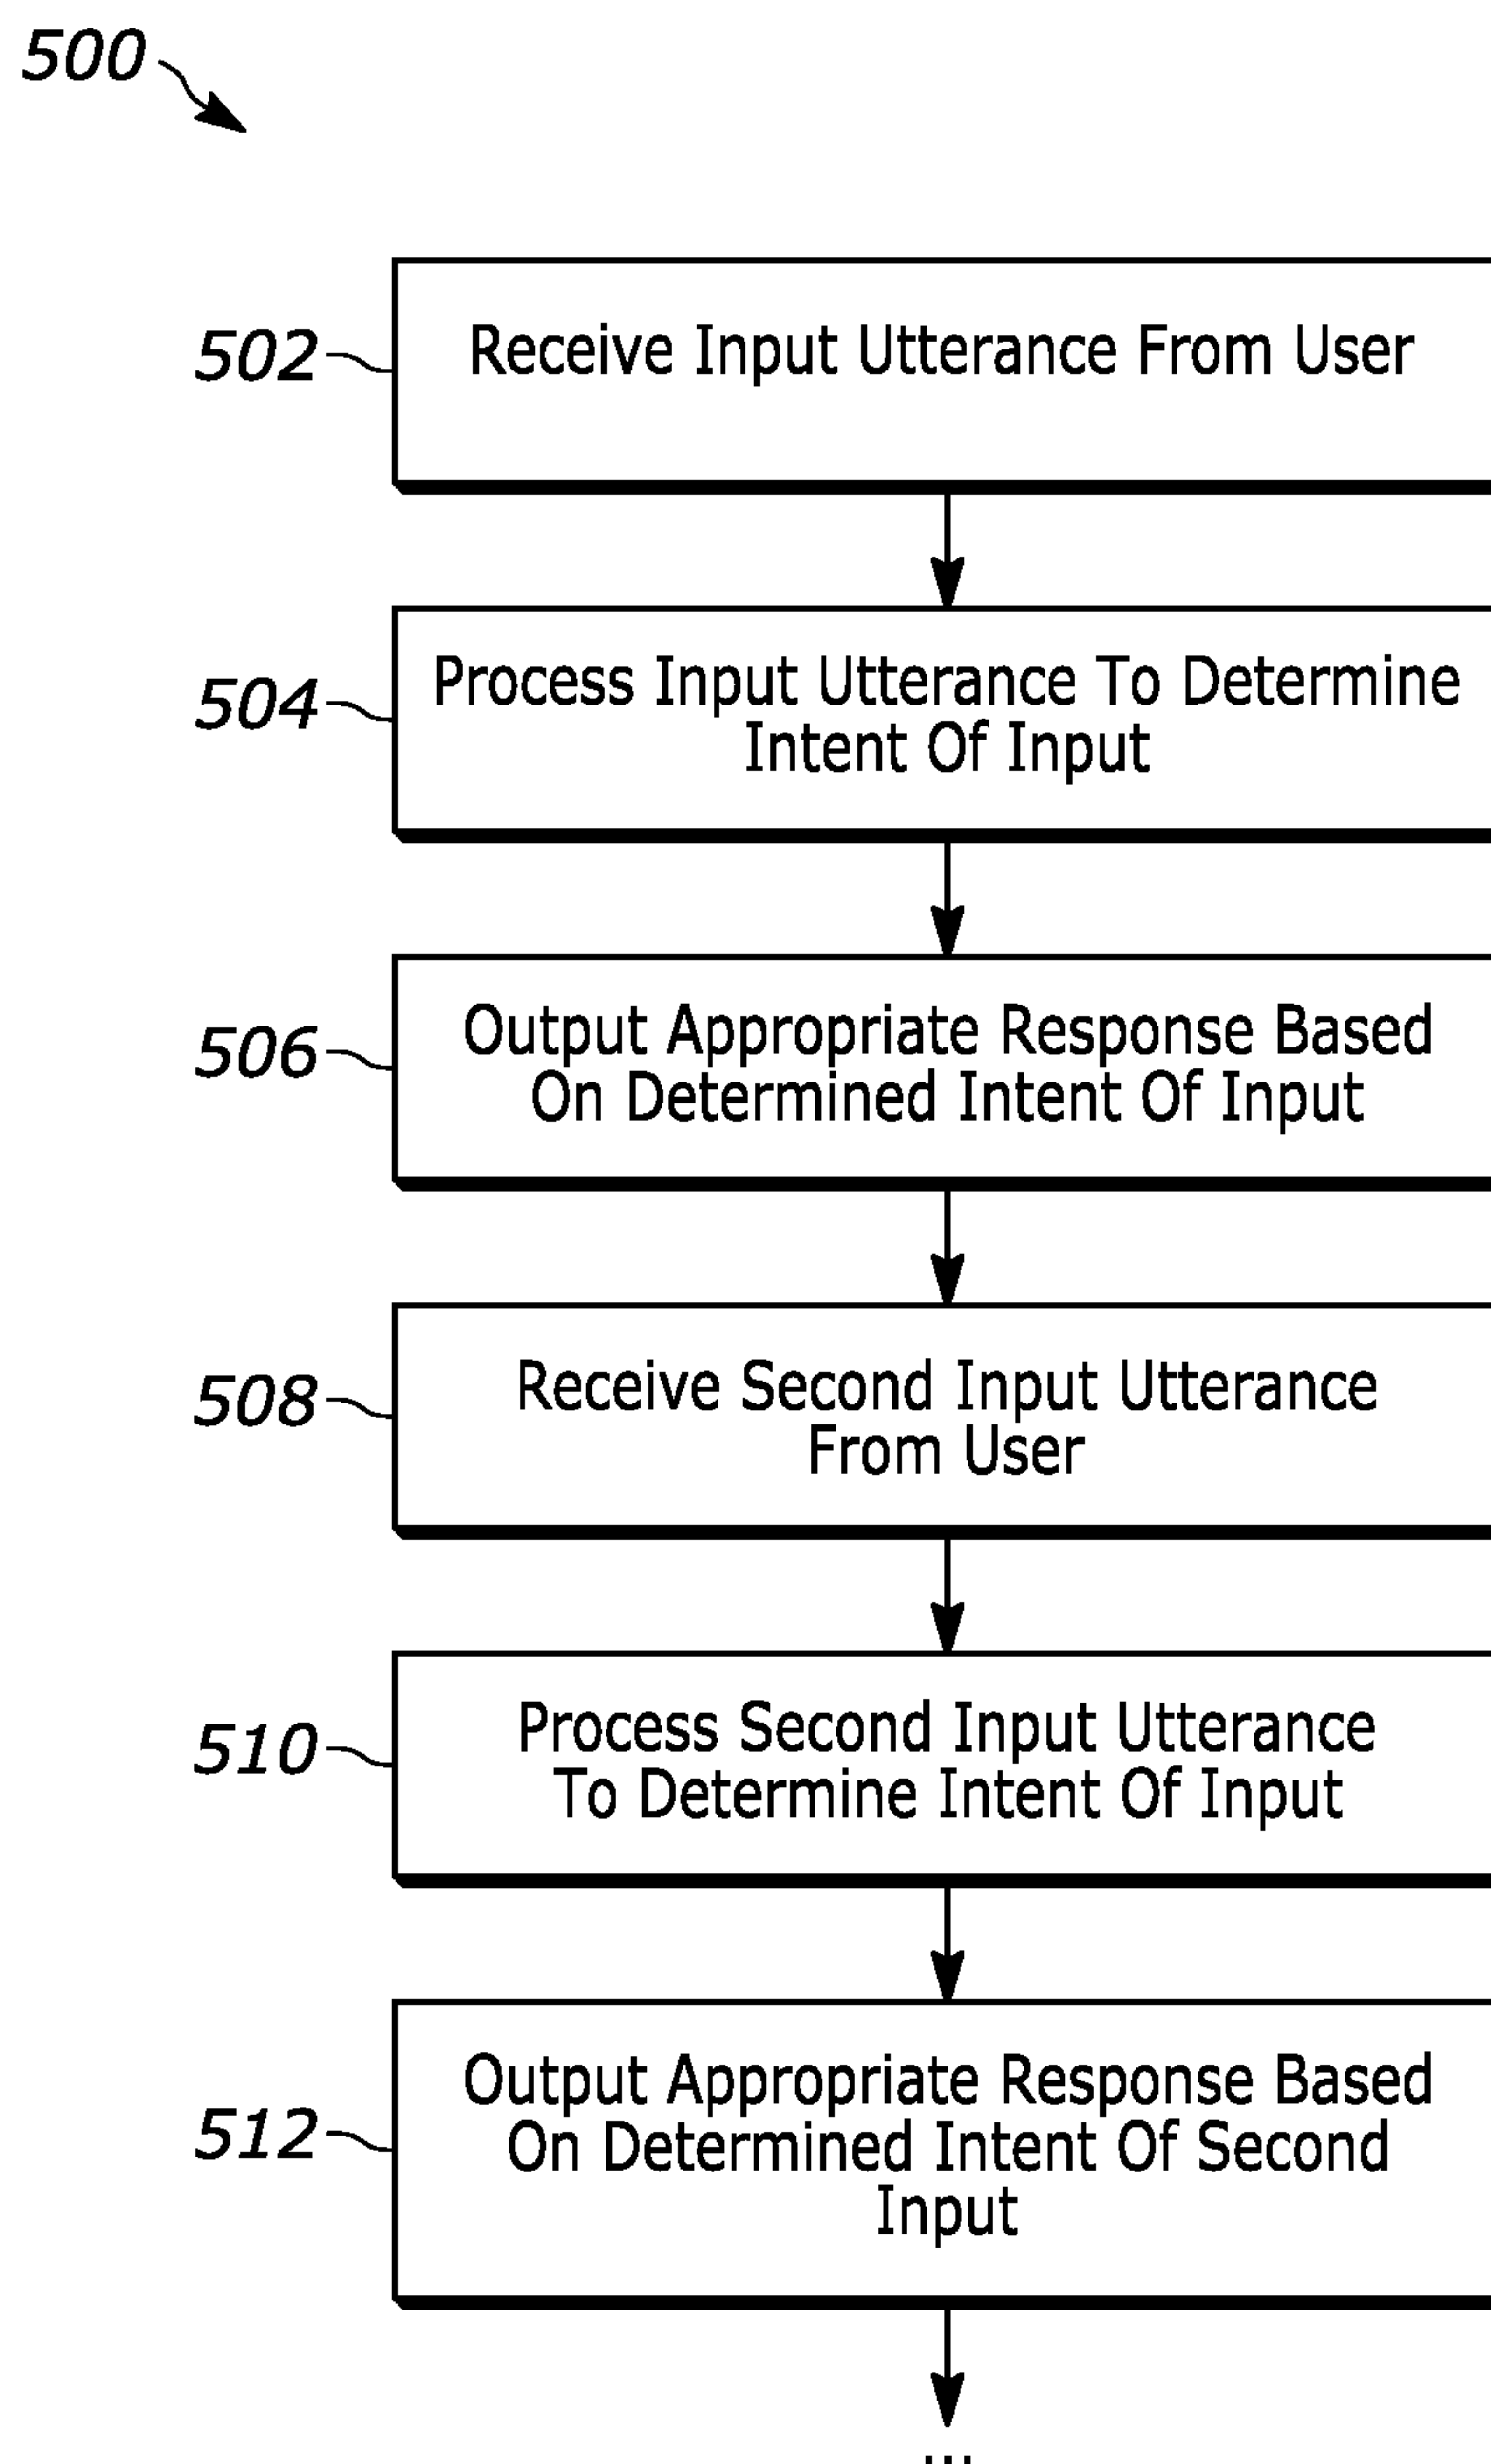 500
502
Receive Input Utterance From User
504
Process Input Utterance To Determine
Intent Of Input
506
Output Appropriate Response Based
On Determined Intent Of Input
508
Receive Second Input Utterance
From User
510
Process Second Input Utterance
To Determine Intent Of Input
512
Output Appropriate Response Based
On Determined Intent Of Second
Input
...